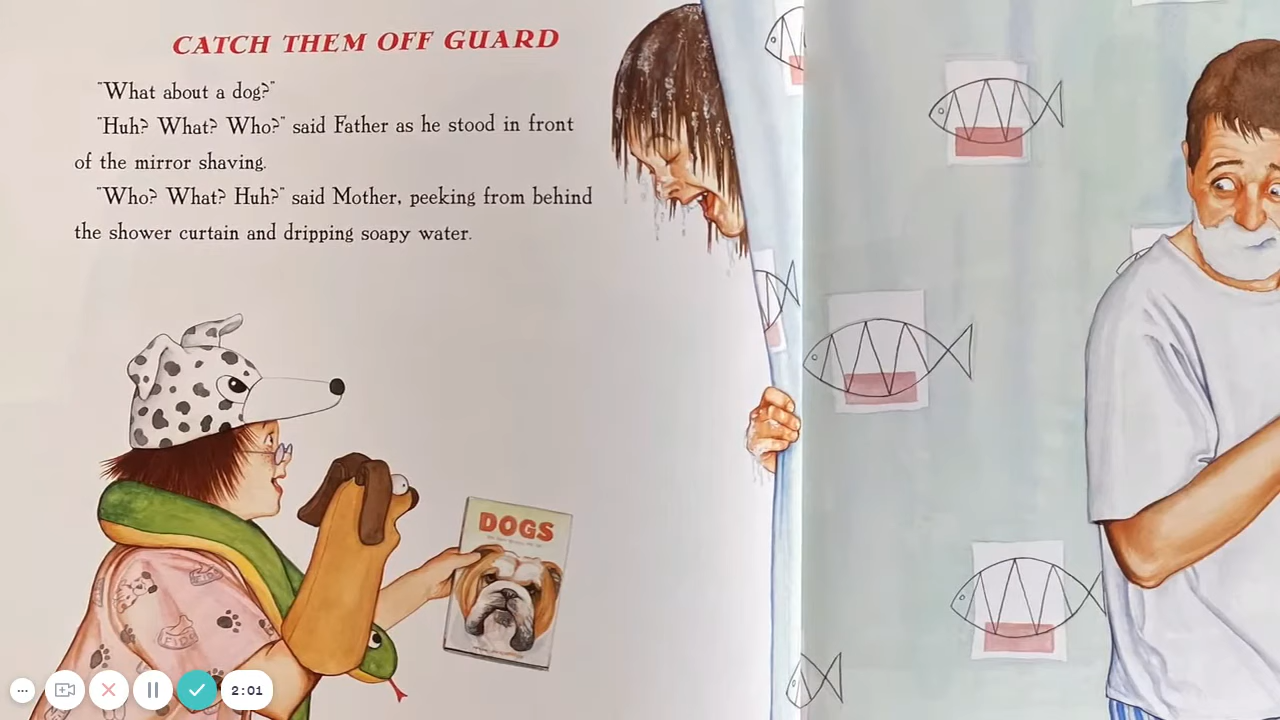 CATCH THEM OFF GUARD
"What about a dog?"
"Huh? What? Who?" said Father as he stood in front
of the mirror shaving.
"Who? What? Huh?" said Mother, peeking from behind
the shower curtain and dripping soapy water.
DOGS
FIDO
2:01